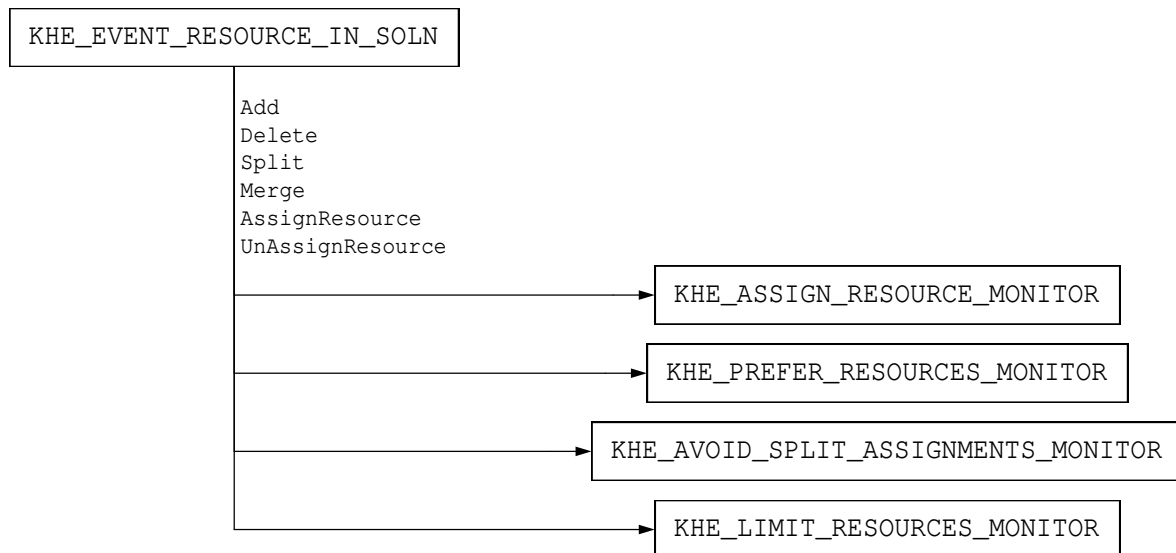 KHE_EVENT_RESOURCE_IN_SOLN
Add
Delete
Split
Merge
AssignResource
UnAssignResource
KHE_ASSIGN_RESOURCE_MONITOR
KHE_PREFER_RESOURCES_MONITOR
KHE_AVOID_SPLIT_ASSIGNMENTS_MONITOR
KHE_LIMIT_RESOURCES_MONITOR